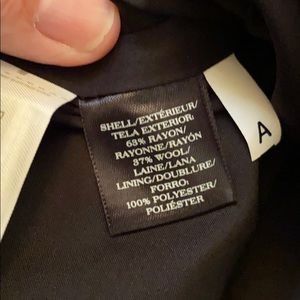 SHELL/EXTÉRIEUR/
TELA EXTERIOR:
63% RAYON/
RAYONNE/RAYÓN
37% WOOL/
LAINE/LANA
LINING/DOUBLURE/
FORRO:
100% POLYESTER/
POLIÉSTER
A